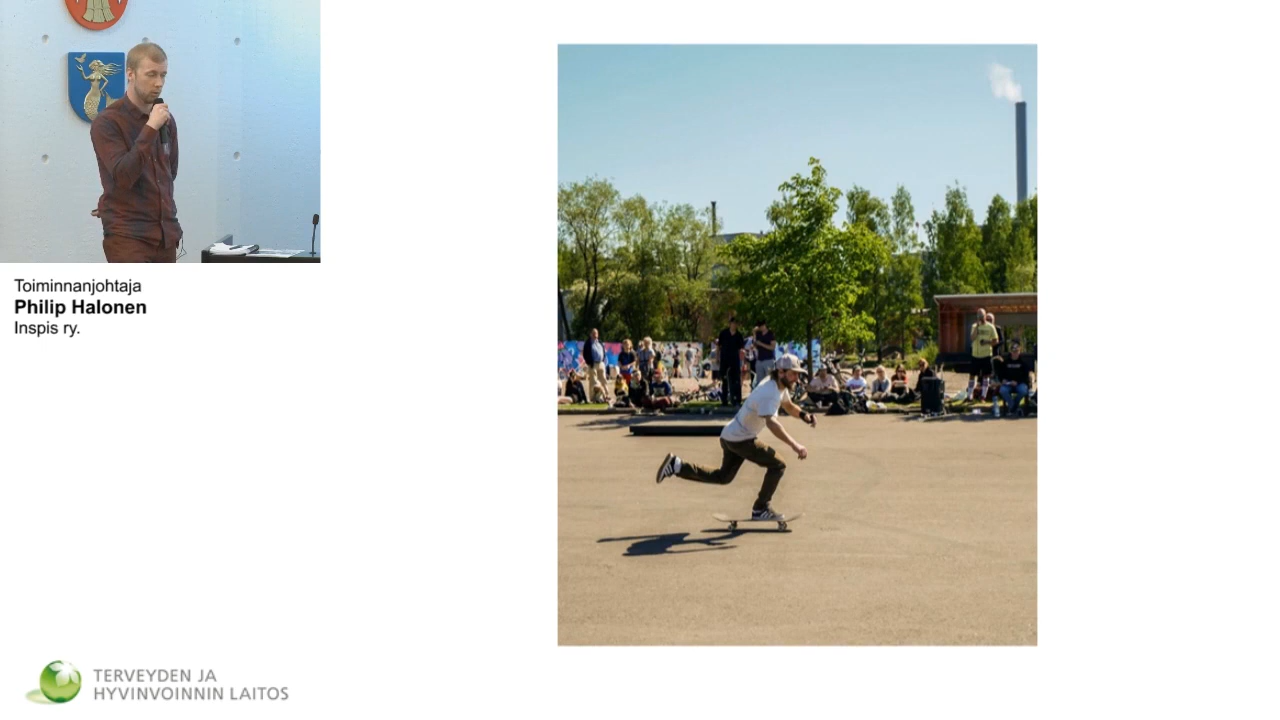 Toiminnanjohtaja
Philip Halonen
Inspis ry.
TERVEYDEN JA
HYVINVOINNIN LAITOS